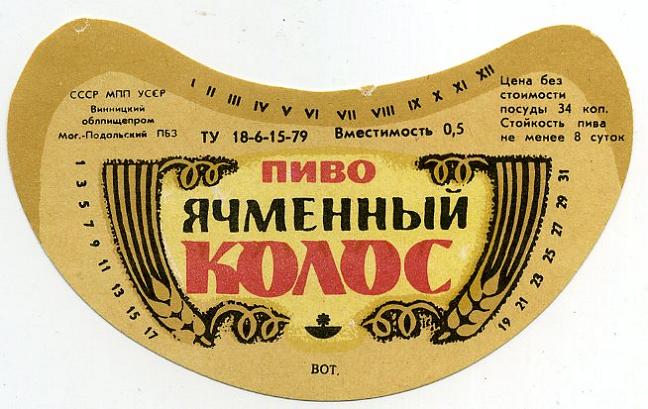 I II III IV V VI VII VIII IX X XI XII
СССР МПП УСЄР
Винницкий
облпищепром
Мог.-Подольский ПБЗ
ТУ 18-6-15-79 Вместимость 0,5
Цена без
стоимости
посуды 34 коп.
Стойкость пива
не менее 8 суток
ПИВО
ЯЧМЕННЫЙ
КОЛОС
1 3 5 7 9 11 13 15 17
19 21 23 25 27 29 31
ВОТ.